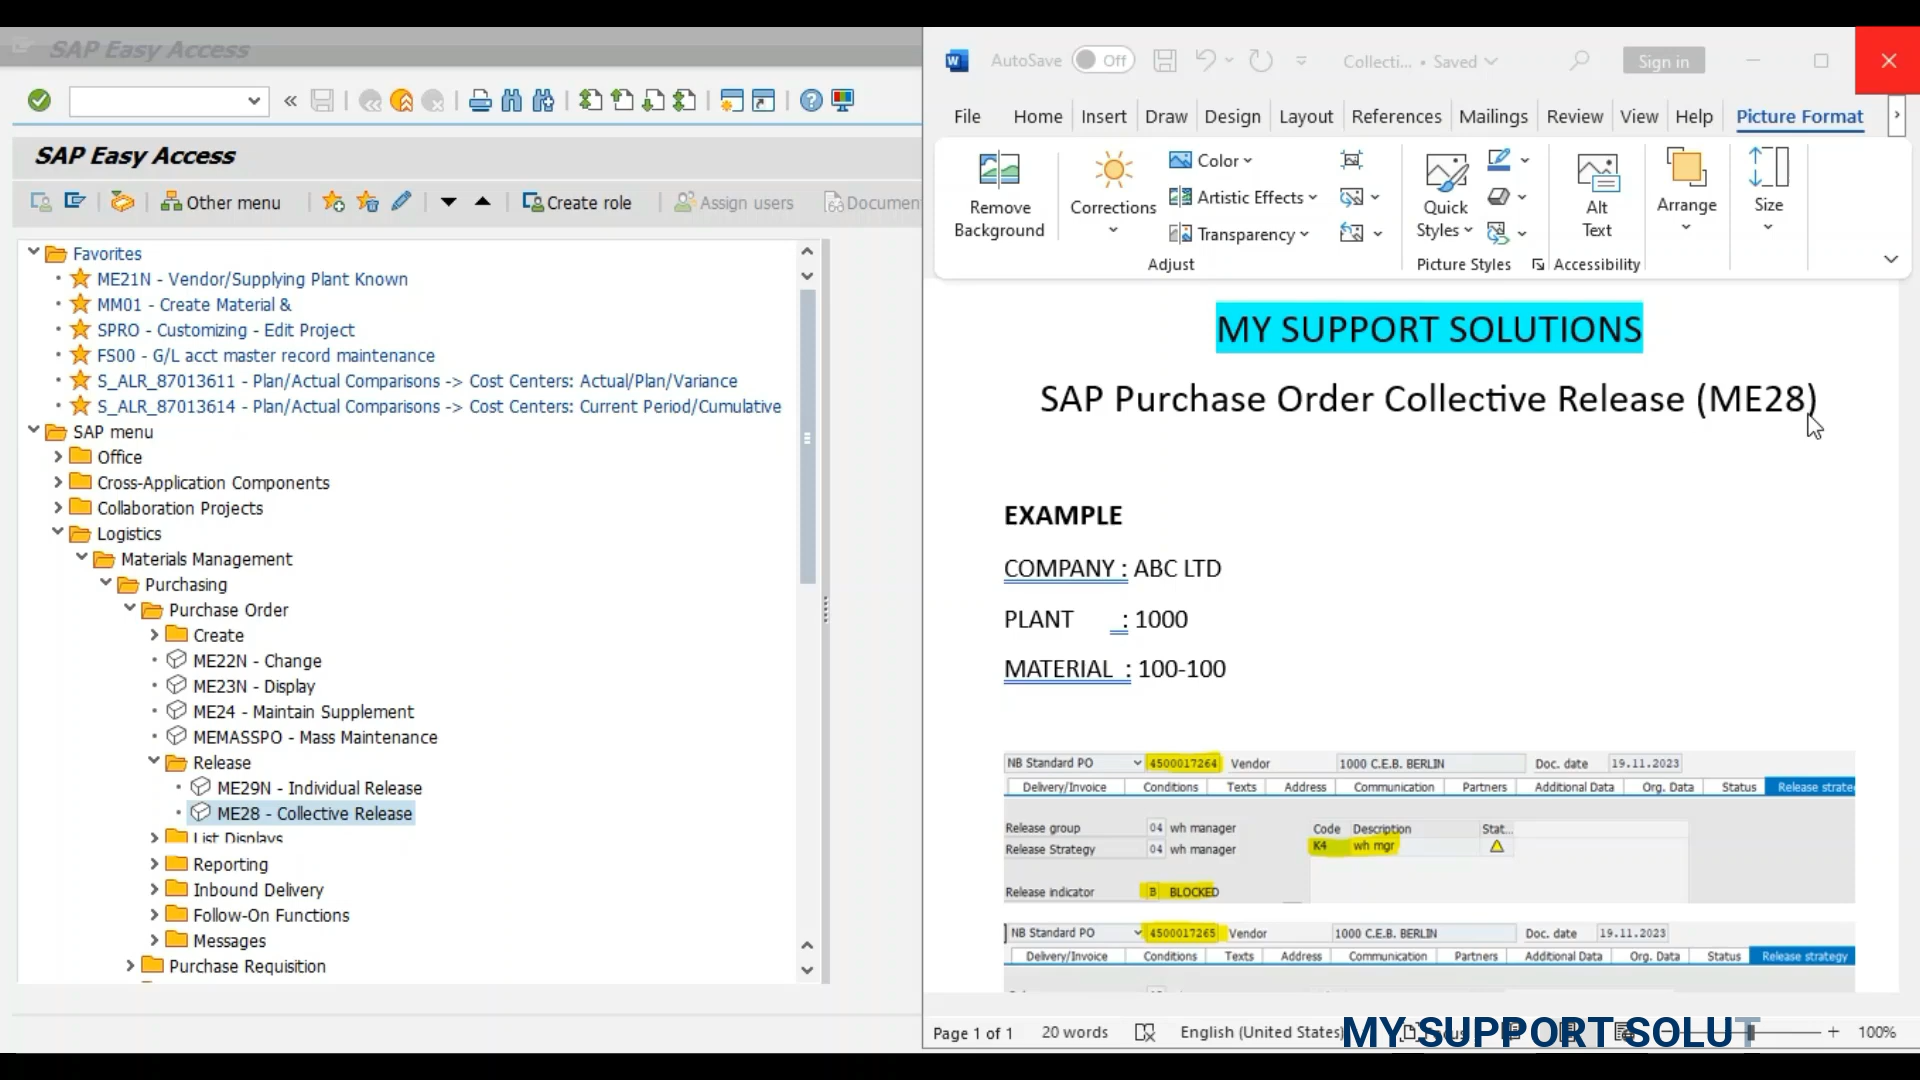 SAP Easy Access
SAP Easy Access
Other menu
Create role
Assign users
Documen
Favorites
ME21N - Vendor/Supplying Plant Known
MM01 - Create Material &
SPRO - Customizing - Edit Project
FS00 - G/L acct master record maintenance
S_ALR_87013611 - Plan/Actual Comparisons -> Cost Centers: Actual/Plan/Variance
S_ALR_87013614 - Plan/Actual Comparisons -> Cost Centers: Current Period/Cumulative
SAP menu
Office
Cross-Application Components
Collaboration Projects
Logistics
Materials Management
Purchasing
Purchase Order
Create
ME22N - Change
ME23N - Display
ME24 - Maintain Supplement
MEMASSPO - Mass Maintenance
Release
ME29N - Individual Release
ME28 - Collective Release
List Displays
Reporting
Inbound Delivery
Follow-On Functions
Messages
Purchase Requisition
AutoSave Off Collecti... • Saved Sign in
File Home Insert Draw Design Layout References Mailings Review View Help Picture Format
Remove Background
Corrections
Color
Artistic Effects
Transparency
Adjust
Quick Styles
Picture Styles
Alt Text
Accessibility
Arrange
Size
MY SUPPORT SOLUTIONS
SAP Purchase Order Collective Release (ME28)
EXAMPLE
COMPANY : ABC LTD
PLANT : 1000
MATERIAL : 100-100
NB Standard PO 4500017264 Vendor 1000 C.E.B. BERLIN Doc. date 19.11.2023
Delivery/Invoice Conditions Texts Address Communication Partners Additional Data Org. Data Status Release strate
Release group 04 wh manager Code Description Stat...
Release Strategy 04 wh manager K4 wh mgr
Release indicator B BLOCKED
NB Standard PO 4500017265 Vendor 1000 C.E.B. BERLIN Doc. date 19.11.2023
Delivery/Invoice Conditions Texts Address Communication Partners Additional Data Org. Data Status Release strategy
Page 1 of 1 20 words English (United States) 100%
MY SUPPORT SOLUT